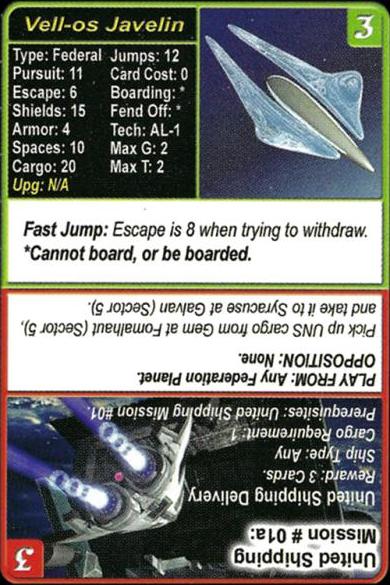 Vell-os Javelin
3
Type: Federal Jumps: 12
Pursuit: 11 Card Cost: 0
Escape: 6 Boarding: *
Shields: 15 Fend Off: *
Armor: 4 Tech: AL-1
Spaces: 10 Max G: 2
Cargo: 20 Max T: 2
Upg: N/A
Fast Jump: Escape is 8 when trying to withdraw.
*Cannot board, or be boarded.
3
United Shipping
Mission # 01a:
United Shipping Delivery
Reward: 3 Cards.
Ship Type: Any
Cargo Requirement: 1
Prerequisites: United Shipping Mission #01.
PLAY FROM: Any Federation Planet.
OPPOSITION: None.
Pick up UNS cargo from Gem at Fomalhaut (Sector 5),
and take it to Syracuse at Galvan (Sector 5).